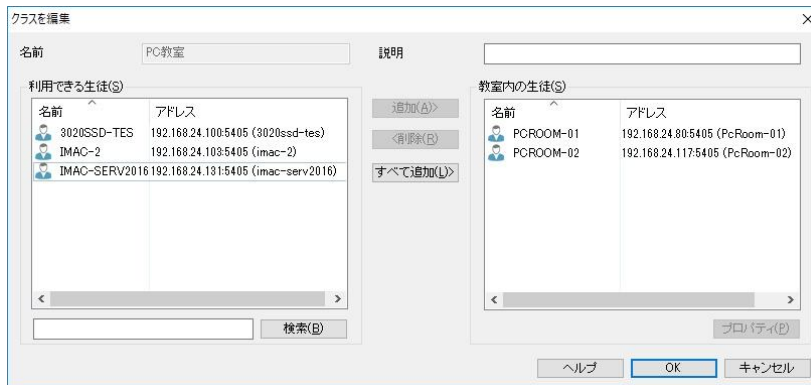 クラスを編集
名前 PC教室 説明
利用できる生徒(S)
名前 アドレス
3020SSD-TES 192.168.24.100:5405 (3020ssd-tes)
IMAC-2 192.168.24.103:5405 (imac-2)
IMAC-SERV2016 192.168.24.131:5405 (imac-serv2016)
検索(B)
追加(A)>
<削除(R)
すべて追加(L)>
教室内の生徒(S)
名前 アドレス
PCROOM-01 192.168.24.80:5405 (PcRoom-01)
PCROOM-02 192.168.24.117:5405 (PcRoom-02)
プロパティ(P)
ヘルプ OK キャンセル